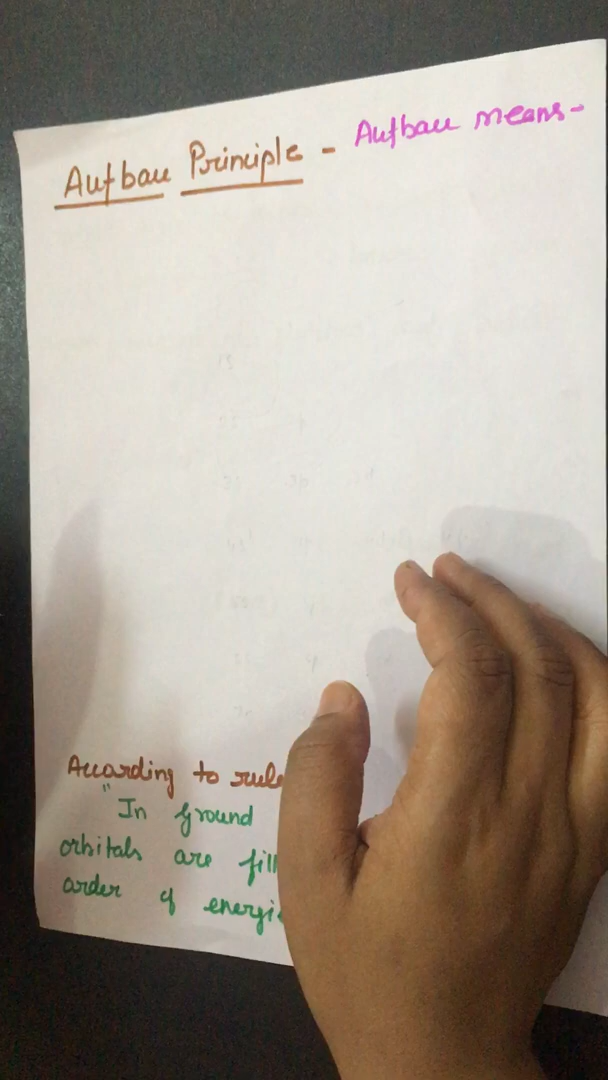 Aufbau Principle - Aufbau means-
According to rule
"In ground
orbitals are fill
order of energi